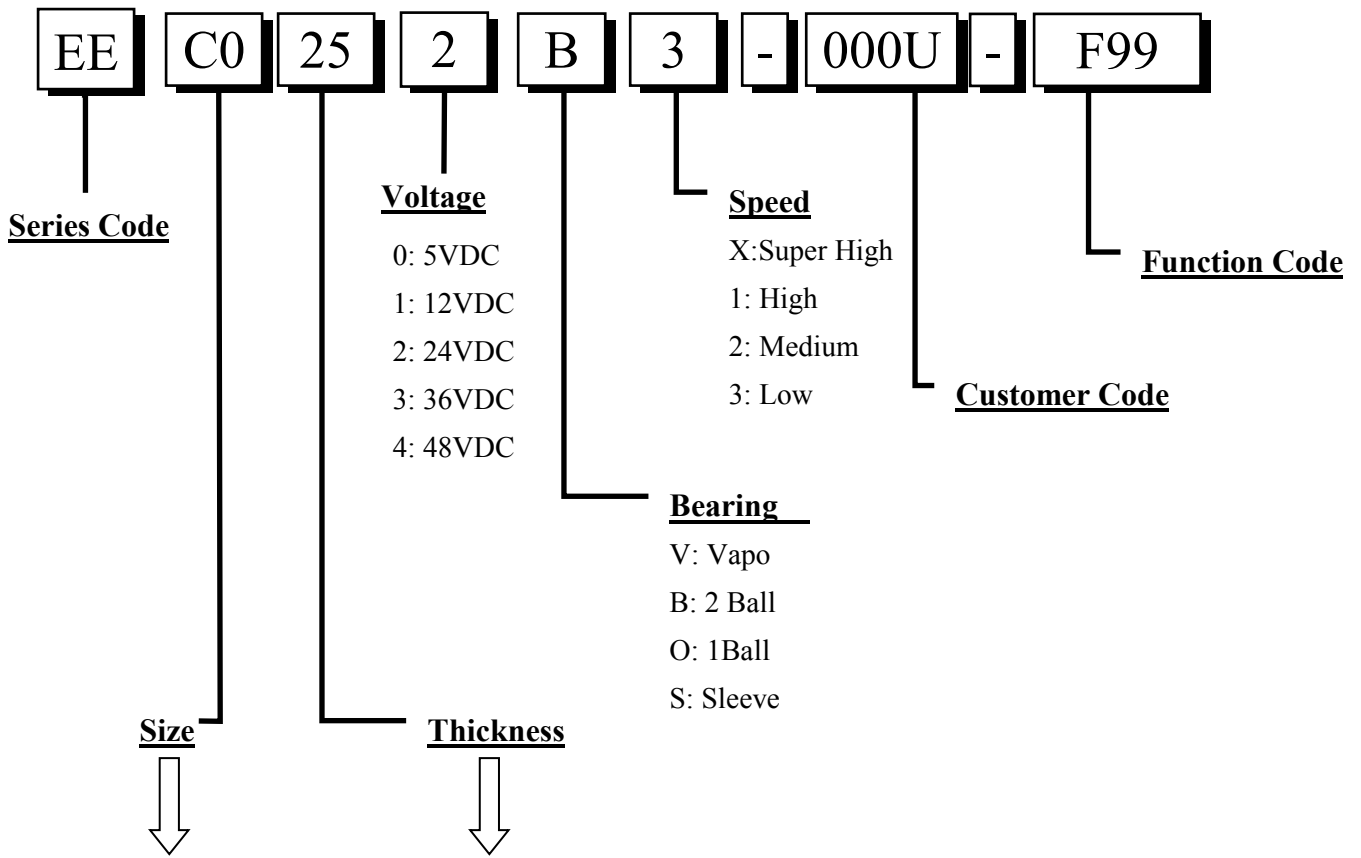 EE C0 25 2 B 3 - 000U - F99
Series Code
Voltage
0: 5VDC
1: 12VDC
2: 24VDC
3: 36VDC
4: 48VDC
Speed
X:Super High
1: High
2: Medium
3: Low
Function Code
Customer Code
Bearing
V: Vapo
B: 2 Ball
O: 1Ball
S: Sleeve
Size
Thickness